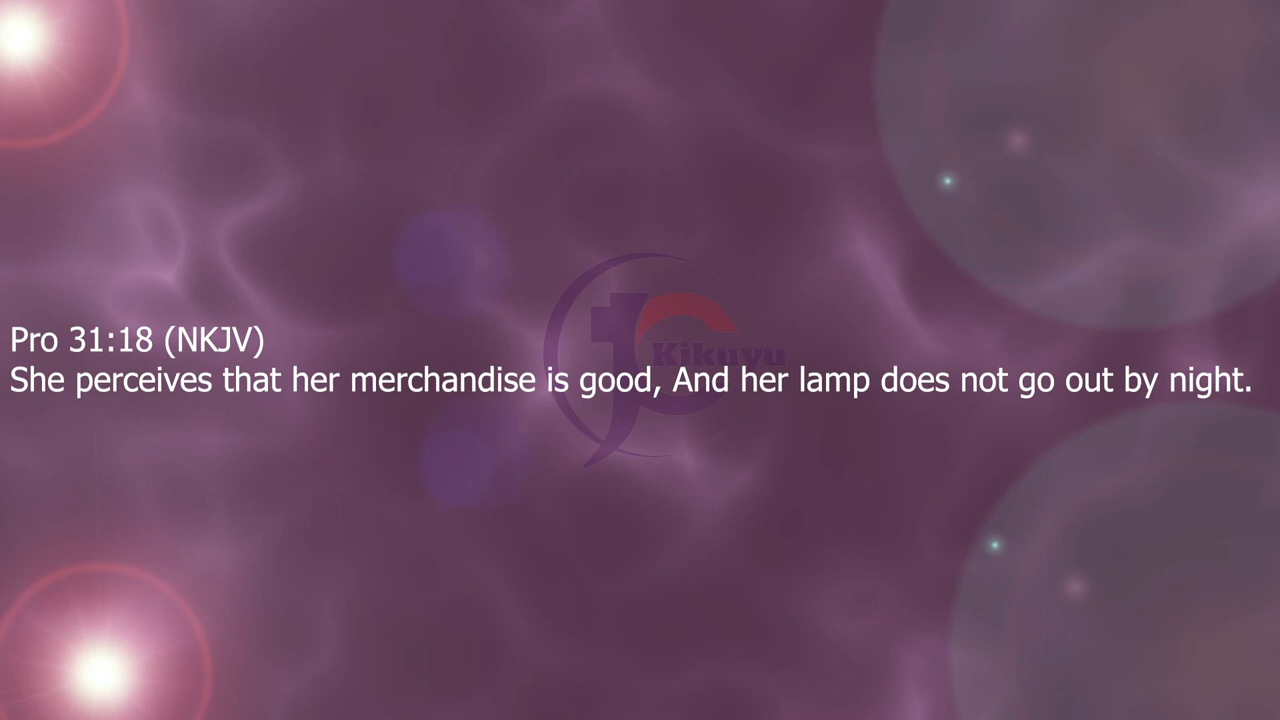 Pro 31:18 (NKJV)
She perceives that her merchandise is good, And her lamp does not go out by night.
Kikuyu